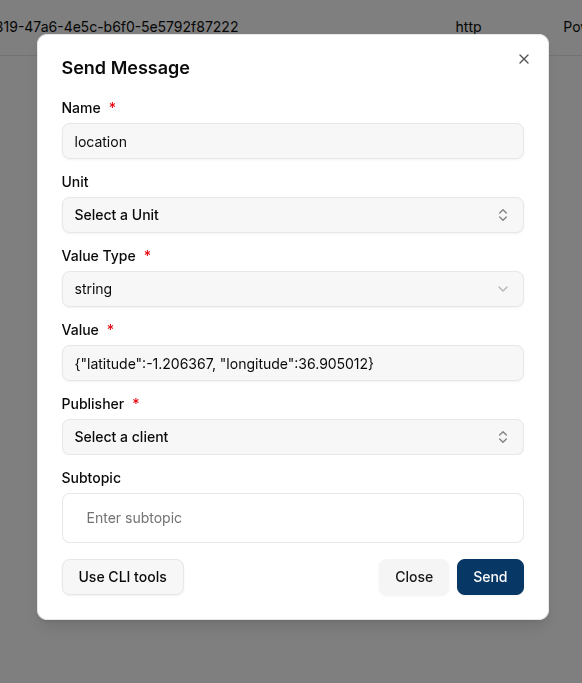 319-47a6-4e5c-b6f0-5e5792f87222 http Po
Send Message
Name *
location
Unit
Select a Unit
Value Type *
string
Value *
{"latitude":-1.206367, "longitude":36.905012}
Publisher *
Select a client
Subtopic
Enter subtopic
Use CLI tools Close Send